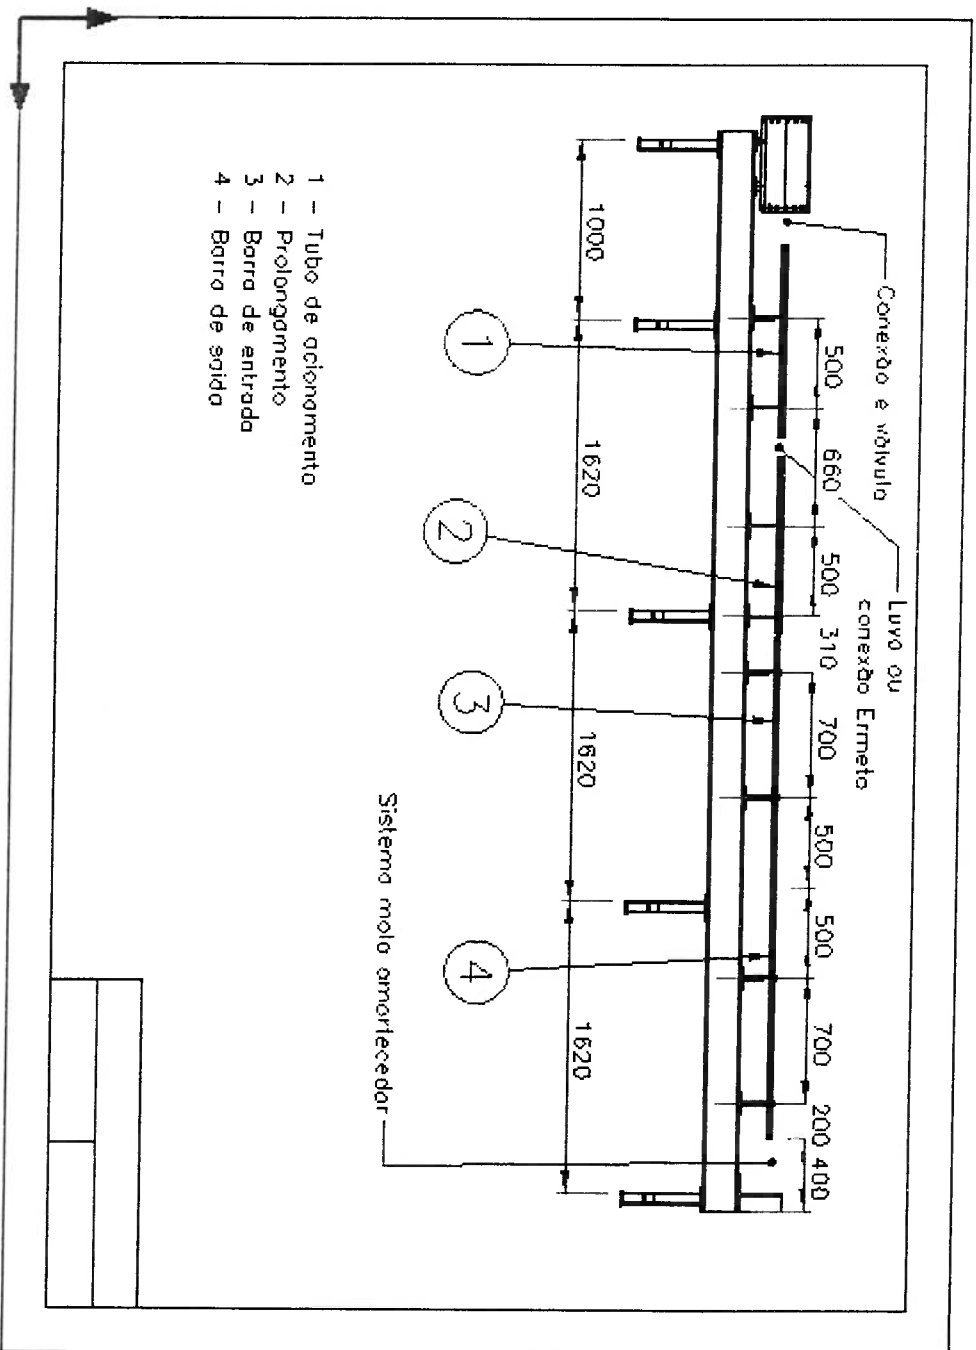 Conexão e válvula
Luva ou
conexão Ermeto
500
660
500
310
700
500
500
700
200
400
1000
1620
1620
1620
1
2
3
4
Sistema mola amortecedor
1 - Tubo de acionamento
2 - Prolongamento
3 - Barra de entrada
4 - Barra de saída